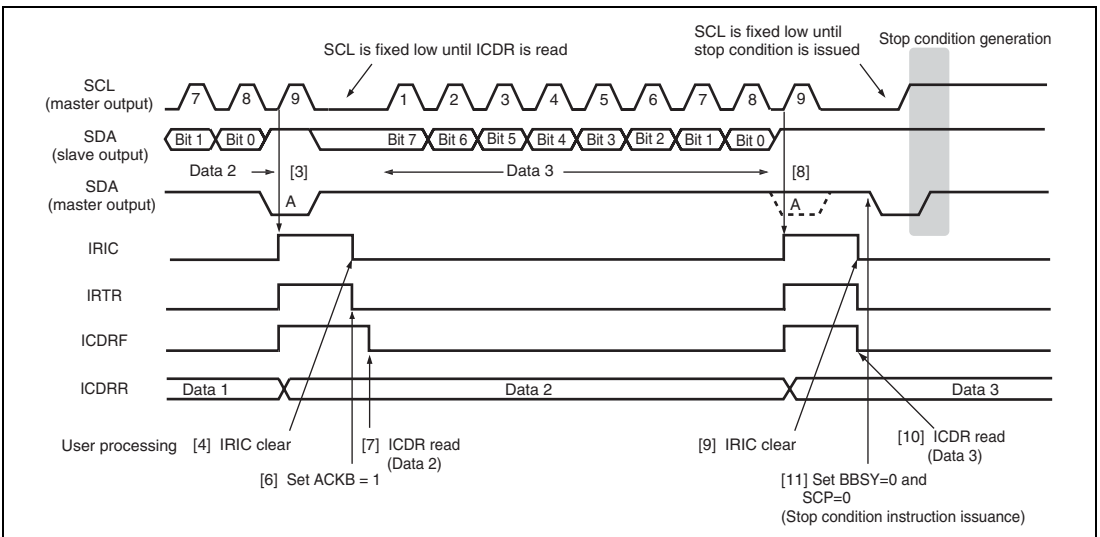 SCL is fixed low until ICDR is read
SCL is fixed low until
stop condition is issued
Stop condition generation
SCL
(master output)
7 8 9 1 2 3 4 5 6 7 8 9
SDA
(slave output)
Bit 1 Bit 0 Bit 7 Bit 6 Bit 5 Bit 4 Bit 3 Bit 2 Bit 1 Bit 0
Data 2 [3] Data 3 [8]
SDA
(master output)
A A
IRIC
IRTR
ICDRF
ICDRR
Data 1 Data 2 Data 3
User processing
[4] IRIC clear
[7] ICDR read
(Data 2)
[6] Set ACKB = 1
[9] IRIC clear
[10] ICDR read
(Data 3)
[11] Set BBSY=0 and
SCP=0
(Stop condition instruction issuance)